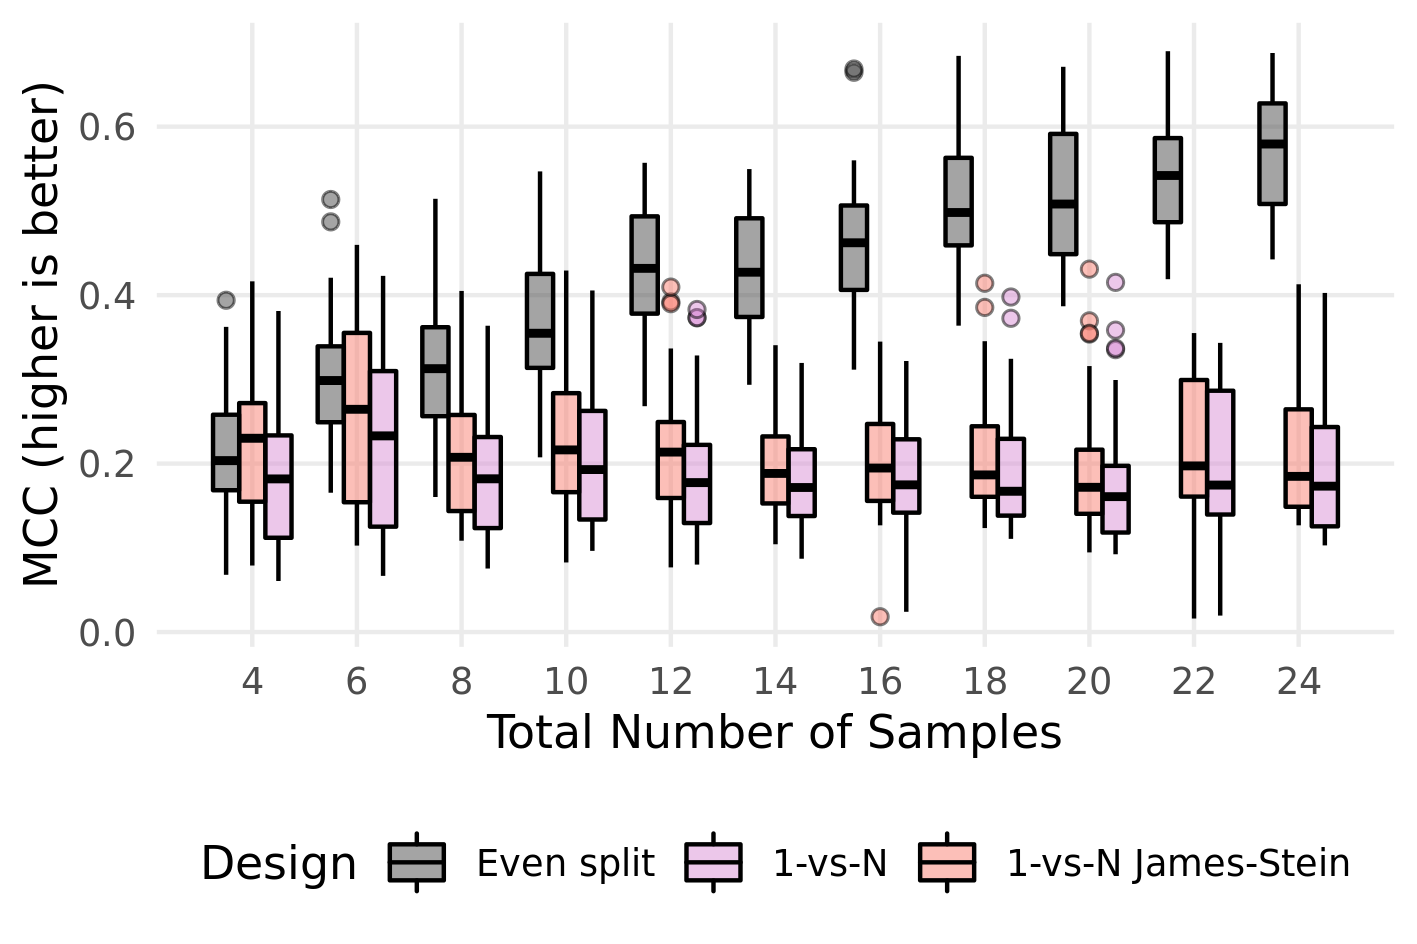 MCC (higher is better)
0.6
0.4
0.2
0.0
4 6 8 10 12 14 16 18 20 22 24
Total Number of Samples
Design Even split 1-vs-N 1-vs-N James-Stein